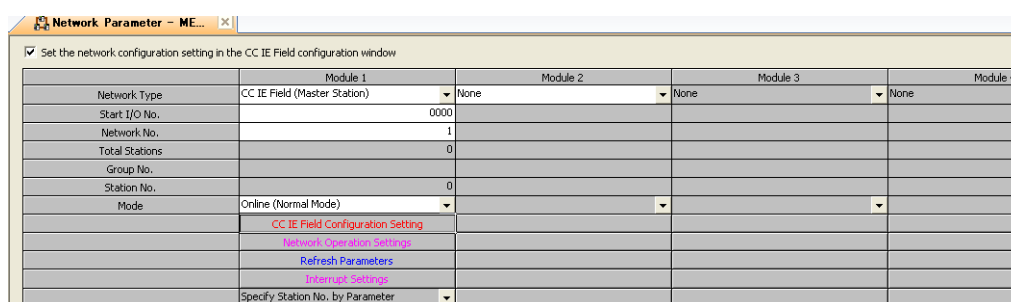 Network Parameter - ME...
Set the network configuration setting in the CC IE Field configuration window
Module 1 Module 2 Module 3 Module
Network Type CC IE Field (Master Station) None None None
Start I/O No. 0000
Network No. 1
Total Stations 0
Group No.
Station No. 0
Mode Online (Normal Mode)
CC IE Field Configuration Setting
Network Operation Settings
Refresh Parameters
Interrupt Settings
Specify Station No. by Parameter